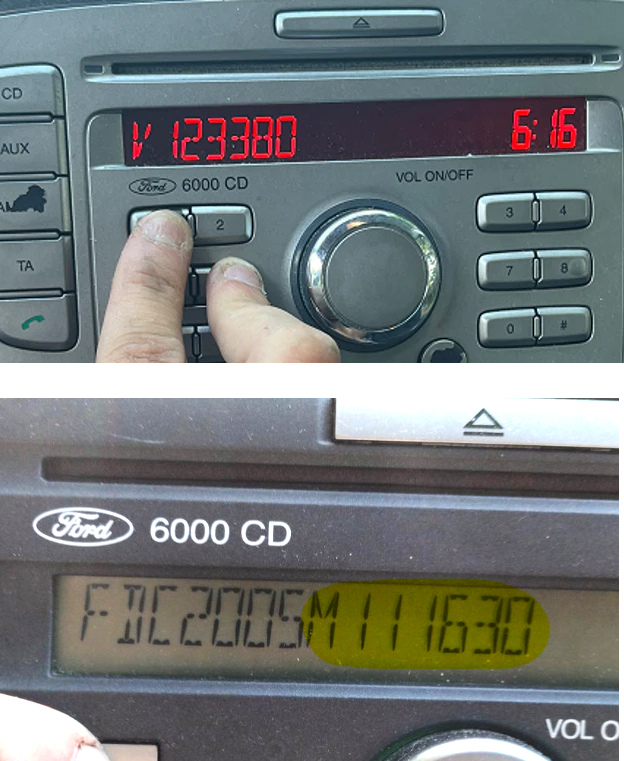 CD
V123380 6:16
AUX
Ford 6000 CD VOL ON/OFF
2 3 4
TA
7 8
0 #
Ford 6000 CD
FDC2005M111630
VOL O